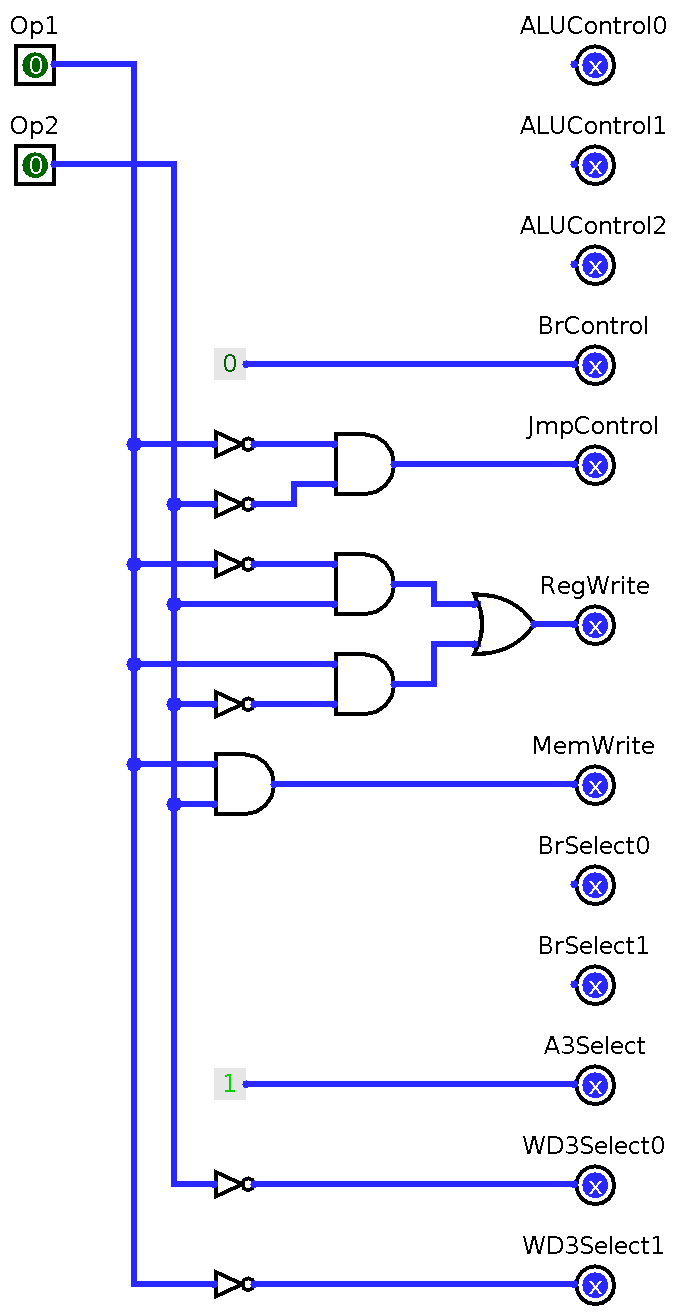 Op1
0
ALUControl0
x
Op2
0
ALUControl1
x
ALUControl2
x
BrControl
0
x
JmpControl
x
RegWrite
x
MemWrite
x
BrSelect0
x
BrSelect1
x
A3Select
1
x
WD3Select0
x
WD3Select1
x